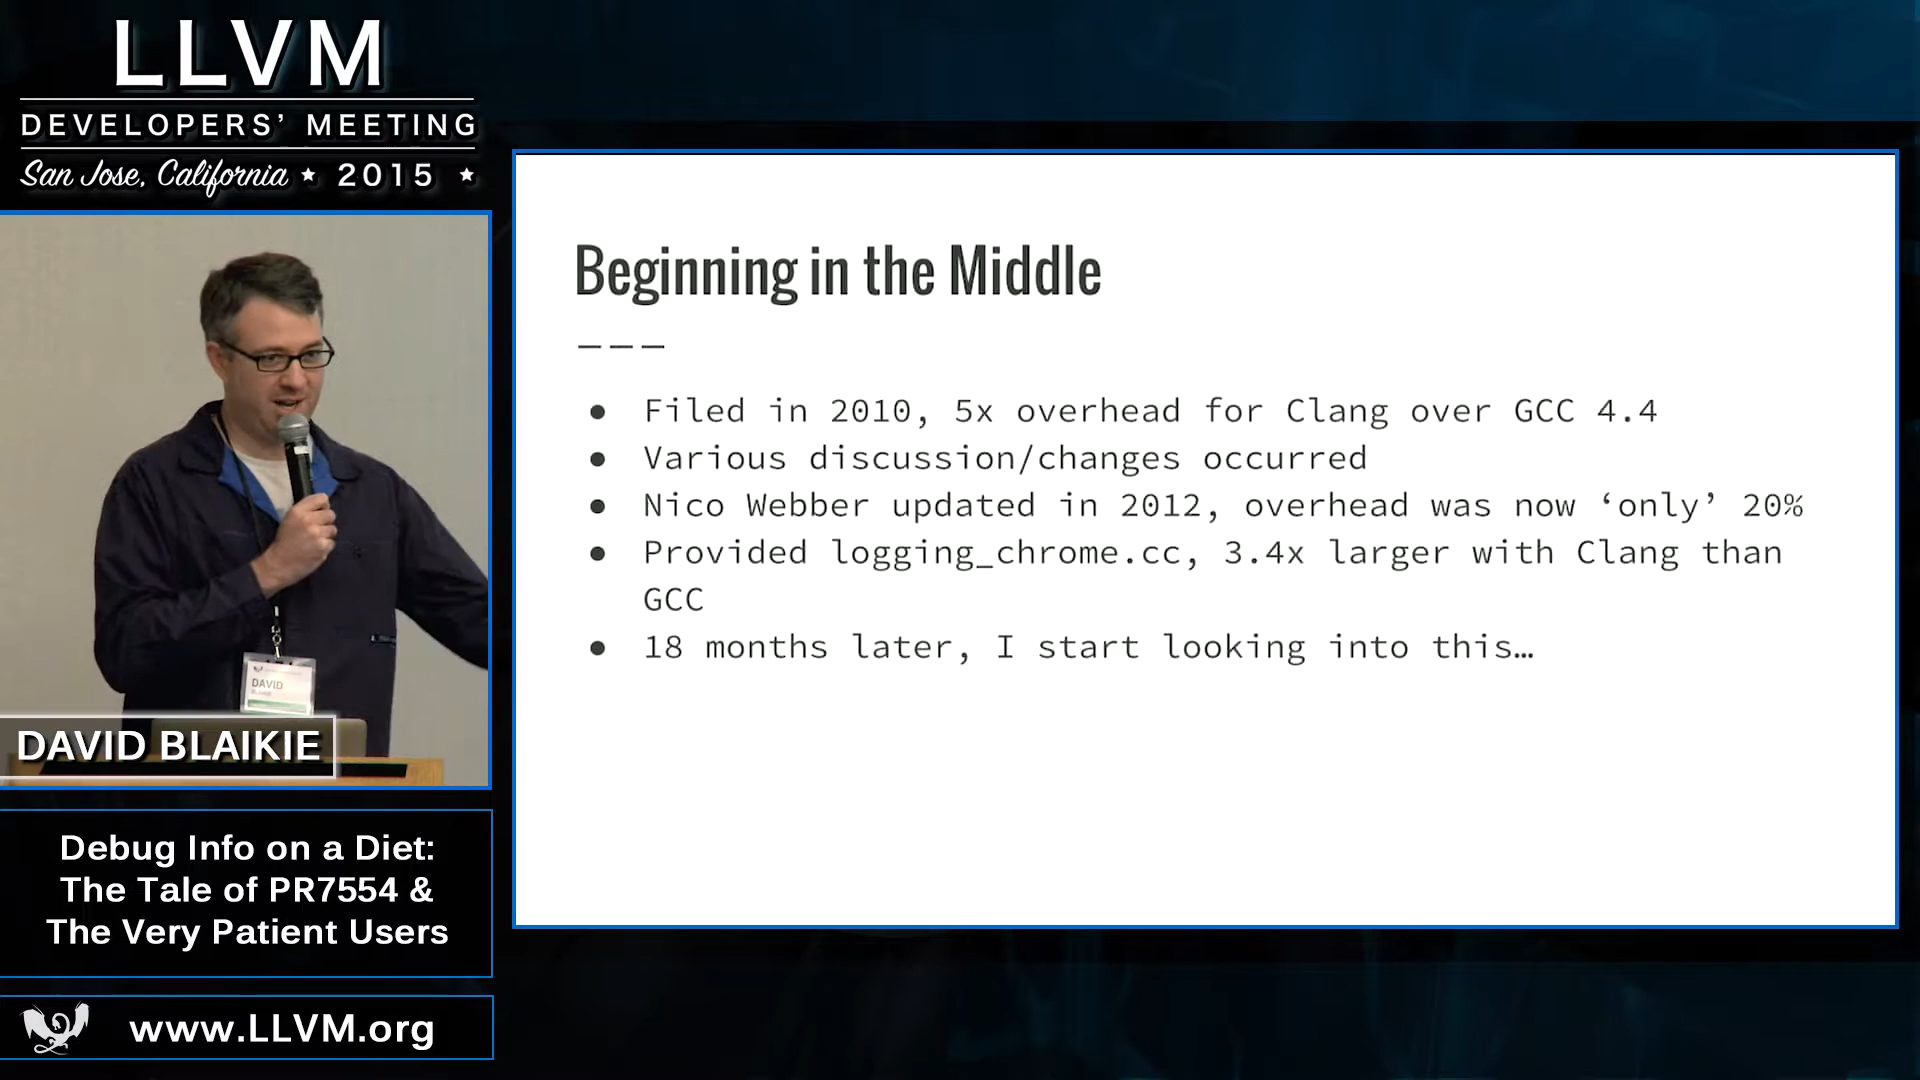 LLVM
DEVELOPERS' MEETING
San Jose, California ★ 2015 ★
DAVID
DAVID BLAIKIE
Debug Info on a Diet:
The Tale of PR7554 &
The Very Patient Users
www.LLVM.org
Beginning in the Middle
———
● Filed in 2010, 5x overhead for Clang over GCC 4.4
● Various discussion/changes occurred
● Nico Webber updated in 2012, overhead was now ‘only’ 20%
● Provided logging_chrome.cc, 3.4x larger with Clang than
GCC
● 18 months later, I start looking into this…